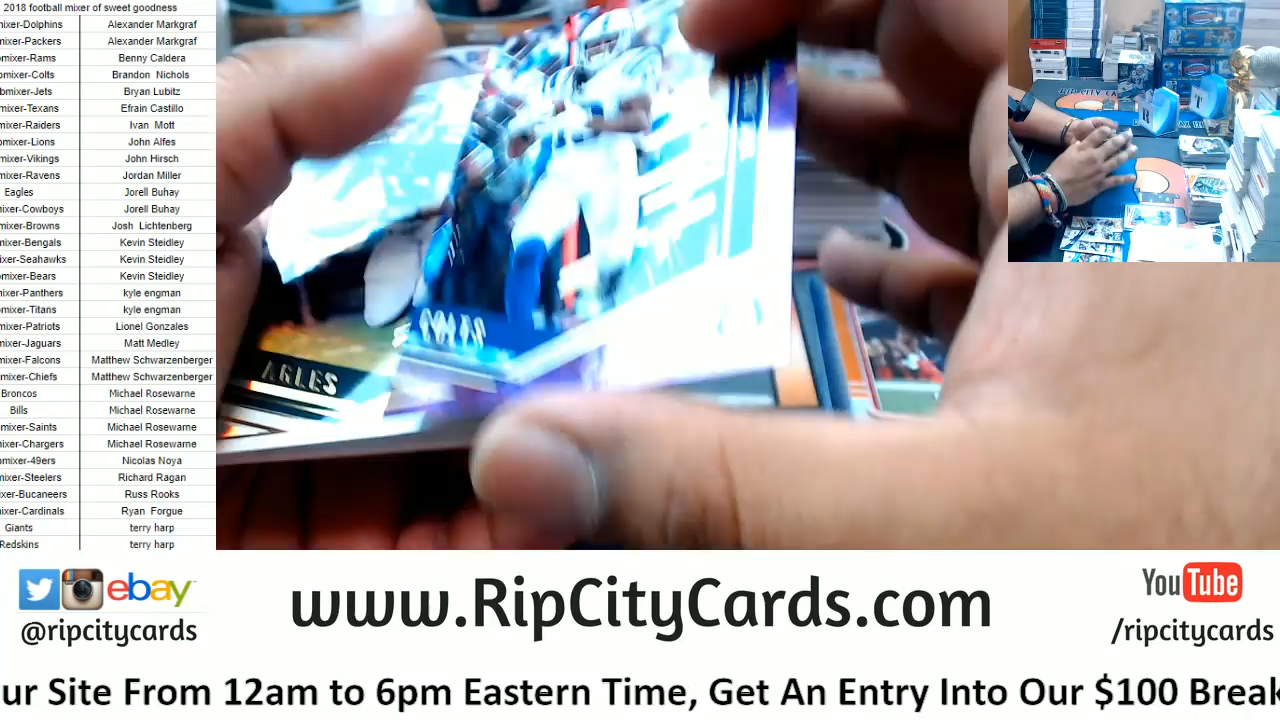 2018 football mixer of sweet goodness
mixer-Dolphins Alexander Markgraf
mixer-Packers Alexander Markgraf
mixer-Rams Benny Caldera
mixer-Colts Brandon Nichols
mixer-Jets Bryan Lubitz
mixer-Texans Efrain Castillo
mixer-Raiders Ivan Mott
mixer-Lions John Alfes
mixer-Vikings John Hirsch
mixer-Ravens Jordan Miller
Eagles Jorell Buhay
mixer-Cowboys Jorell Buhay
mixer-Browns Josh Lichtenberg
mixer-Bengals Kevin Steidley
ixer-Seahawks Kevin Steidley
mixer-Bears Kevin Steidley
mixer-Panthers kyle engman
mixer-Titans kyle engman
mixer-Patriots Lionel Gonzales
mixer-Jaguars Matt Medley
mixer-Falcons Matthew Schwarzenberger
mixer-Chiefs Matthew Schwarzenberger
Broncos Michael Rosewarne
Bills Michael Rosewarne
mixer-Saints Michael Rosewarne
mixer-Chargers Michael Rosewarne
mixer-49ers Nicolas Noya
mixer-Steelers Richard Ragan
ixer-Bucaneers Russ Rooks
mixer-Cardinals Ryan Forgue
Giants terry harp
Redskins terry harp
AGLES
COLTS
ebay
@ripcitycards
www.RipCityCards.com
YouTube
/ripcitycards
ur Site From 12am to 6pm Eastern Time, Get An Entry Into Our $100 Break